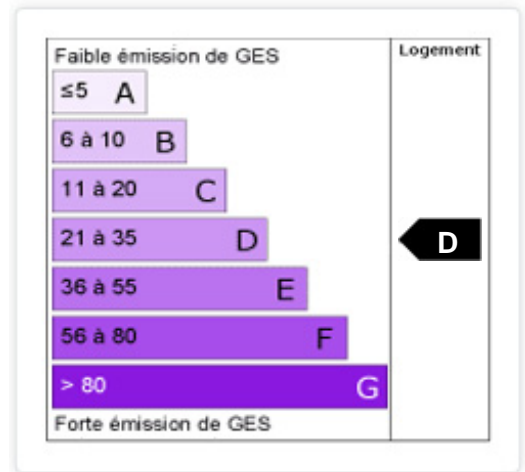 Faible émission de GES
Logement
≤5 A
6 à 10 B
11 à 20 C
21 à 35 D
D
36 à 55 E
56 à 80 F
> 80 G
Forte émission de GES